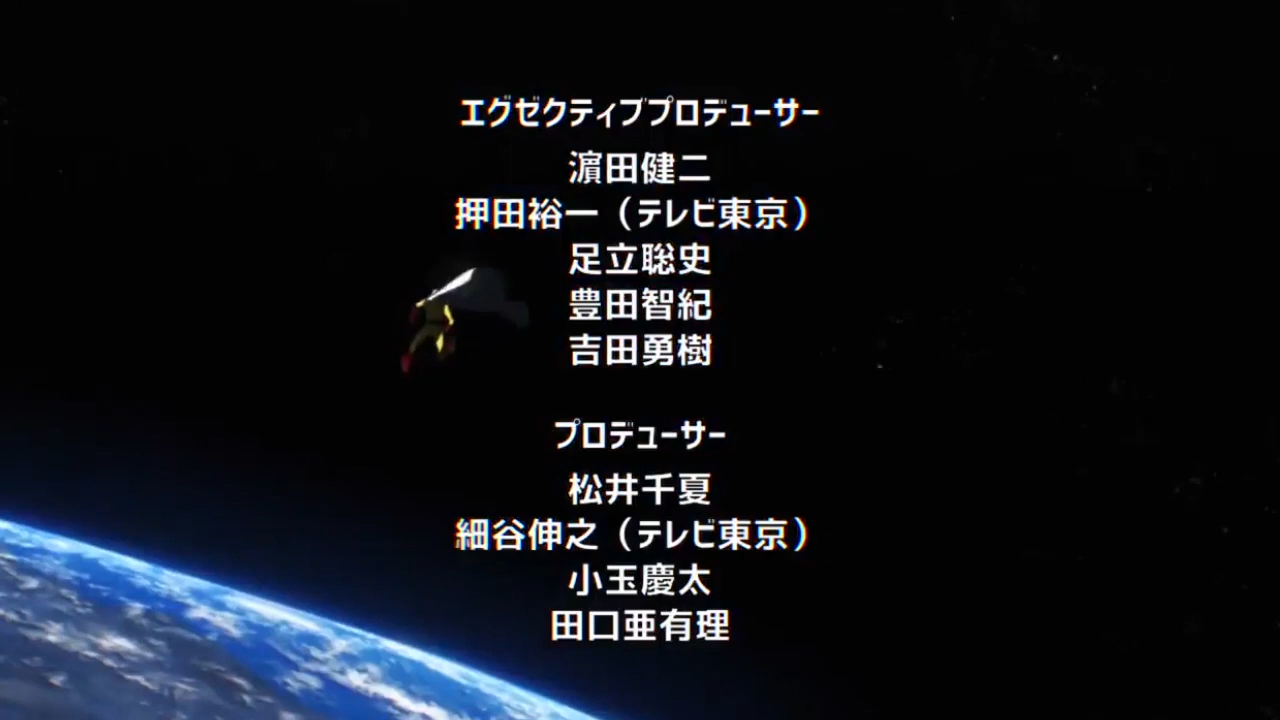 エグゼクティブプロデューサー
濵田健二
押田裕一（テレビ東京）
足立聡史
豊田智紀
吉田勇樹
プロデューサー
松井千夏
細谷伸之（テレビ東京）
小玉慶太
田口亜有理